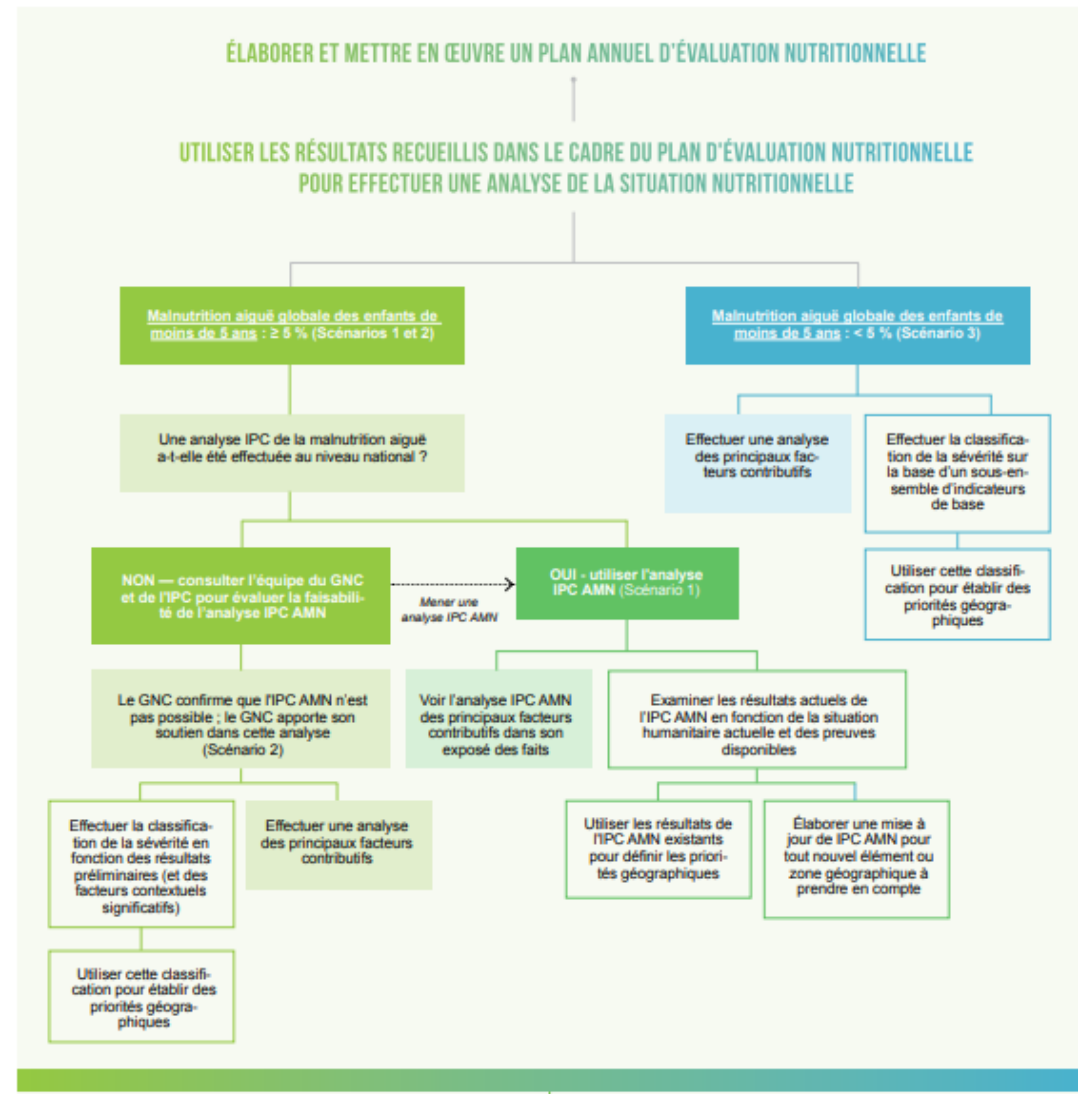 ÉLABORER ET METTRE EN ŒUVRE UN PLAN ANNUEL D'ÉVALUATION NUTRITIONNELLE
UTILISER LES RÉSULTATS RECUEILLIS DANS LE CADRE DU PLAN D'ÉVALUATION NUTRITIONNELLE
POUR EFFECTUER UNE ANALYSE DE LA SITUATION NUTRITIONNELLE
Malnutrition aiguë globale des enfants de
moins de 5 ans : ≥ 5 % (Scénarios 1 et 2)
Malnutrition aiguë globale des enfants de
moins de 5 ans : < 5 % (Scénario 3)
Une analyse IPC de la malnutrition aiguë
a-t-elle été effectuée au niveau national ?
Effectuer une analyse
des principaux fac-
teurs contributifs
Effectuer la classifica-
tion de la sévérité sur
la base d'un sous-en-
semble d'indicateurs
de base
NON — consulter l'équipe du GNC
et de l'IPC pour évaluer la faisabili-
té de l'analyse IPC AMN
Mener une
analyse IPC AMN
OUI - utiliser l'analyse
IPC AMN (Scénario 1)
Utiliser cette classifi-
cation pour établir des
priorités géogra-
phiques
Le GNC confirme que l'IPC AMN n'est
pas possible ; le GNC apporte son
soutien dans cette analyse
(Scénario 2)
Voir l'analyse IPC AMN
des principaux facteurs
contributifs dans son
exposé des faits
Examiner les résultats actuels de
l'IPC AMN en fonction de la situation
humanitaire actuelle et des preuves
disponibles
Effectuer la classifica-
tion de la sévérité en
fonction des résultats
préliminaires (et des
facteurs contextuels
significatifs)
Effectuer une analyse
des principaux facteurs
contributifs
Utiliser les résultats de
l'IPC AMN existants
pour définir les priori-
tés géographiques
Élaborer une mise à
jour de IPC AMN pour
tout nouvel élément ou
zone géographique à
prendre en compte
Utiliser cette classifi-
cation pour établir des
priorités géogra-
phiques